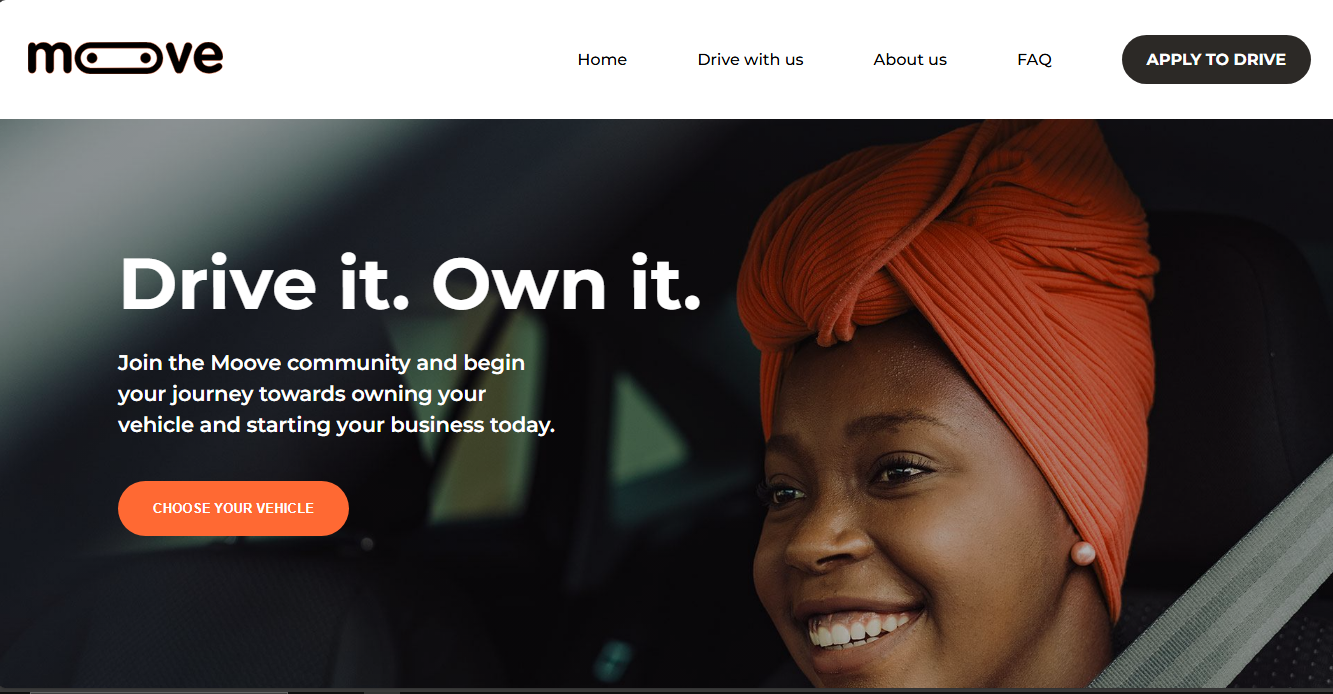 moove
Home
Drive with us
About us
FAQ
APPLY TO DRIVE
Drive it. Own it.
Join the Moove community and begin
your journey towards owning your
vehicle and starting your business today.
CHOOSE YOUR VEHICLE